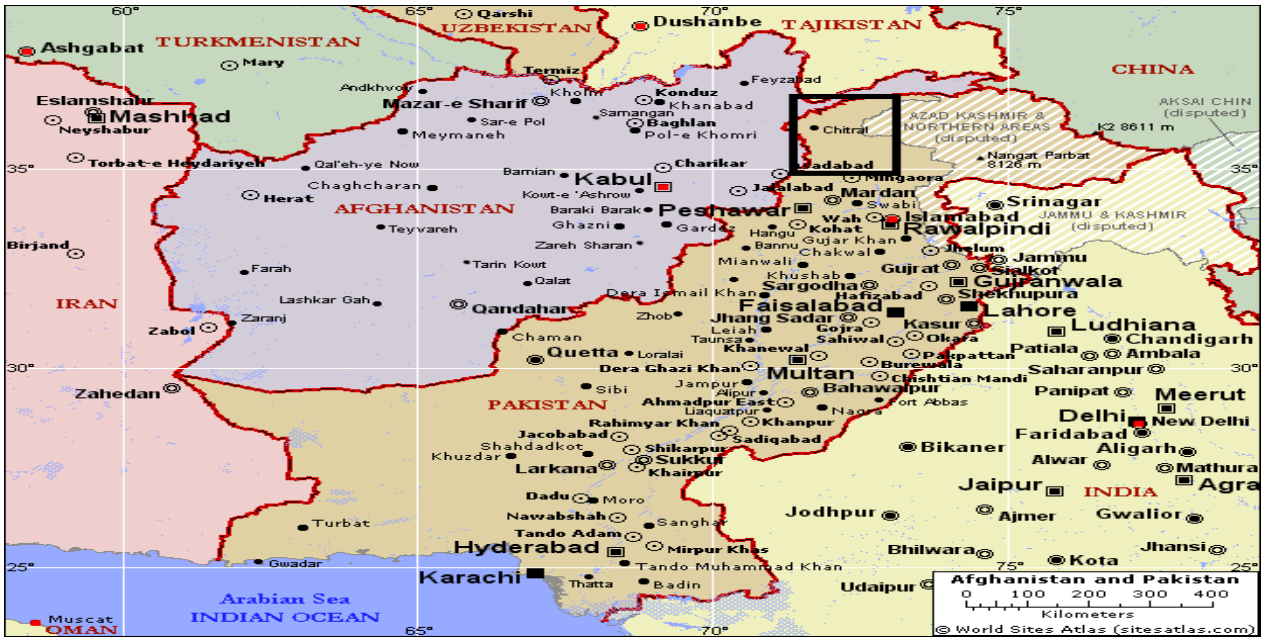 60°
65°
70°
75°
Qarshi
UZBEKISTAN
Dushanbe
TAJIKISTAN
Ashgabat
TURKMENISTAN
Mary
Termiz
Feyzabad
CHINA
Andkhvoy
Kholm
Konduz
Eslamshahr
Mazar-e Sharif
Khanabad
AKSAI CHIN
(disputed)
Mashhad
Samangan
AZAD KASHMIR &
NORTHERN AREAS
(disputed)
K2 8611 m
Neyshabur
Sar-e Pol
Baghlan
Chitral
Meymaneh
Pol-e Khomri
Nangat Parbat
8126 m
Torbat-e Heydariyeh
Qal'eh-ye Now
Charikar
35°
35°
Bamian
Mingaora
Chaghcharan
Kabul
Jalalabad
Mardan
Herat
Kowt-e 'Ashrow
Swabi
Srinagar
AFGHANISTAN
Baraki Barak
Peshawar
Wah
Islamabad
JAMMU & KASHMIR
(disputed)
Teyvareh
Ghazni
Gardez
Hangu
Kohat
Rawalpindi
Birjand
Zareh Sharan
Bannu
Gujar Khan
Chakwal
Jhelum
Farah
Tarin Kowt
Mianwali
Gujrat
Jammu
Sialkot
Qalat
Khushab
Gujranwala
IRAN
Lashkar Gah
Qandahar
Dera Ismail Khan
Sargodha
Hafizabad
Shekhupura
Zabol
Zaranj
Zhob
Faisalabad
Lahore
Jhang Sadar
Leiah
Gojra
Kasur
Ludhiana
Chaman
Taunsa
Sahiwal
Okara
Chandigarh
Quetta
Loralai
Khanewal
Pakpattan
Patiala
Ambala
30°
Dera Ghazi Khan
Burewala
Saharanpur
30°
Zahedan
Sibi
Multan
Chishtian Mandi
Jampur
Bahawalpur
Panipat
Meerut
PAKISTAN
Alipur
Ahmadpur East
Fort Abbas
Liaquatpur
Delhi
New Delhi
Rahimyar Khan
Khanpur
Faridabad
Jacobabad
Sadiqabad
Bikaner
Aligarh
Shahdadkot
Shikarpur
Khuzdar
Sukkur
Alwar
Mathura
Larkana
Khairpur
Jaipur
INDIA
Agra
Dadu
Moro
Jodhpur
Ajmer
Gwalior
Turbat
Nawabshah
Sanghar
Tando Adam
Hyderabad
Mirpur Khas
Bhilwara
Jhansi
Gwadar
Kota
25°
Tando Muhammad Khan
75°
25°
Karachi
Thatta
Badin
Udaipur
Afghanistan and Pakistan
Arabian Sea
0 100 200 300 400
INDIAN OCEAN
Kilometers
Muscat
OMAN
© World Sites Atlas (sitesatlas.com)
65°
70°